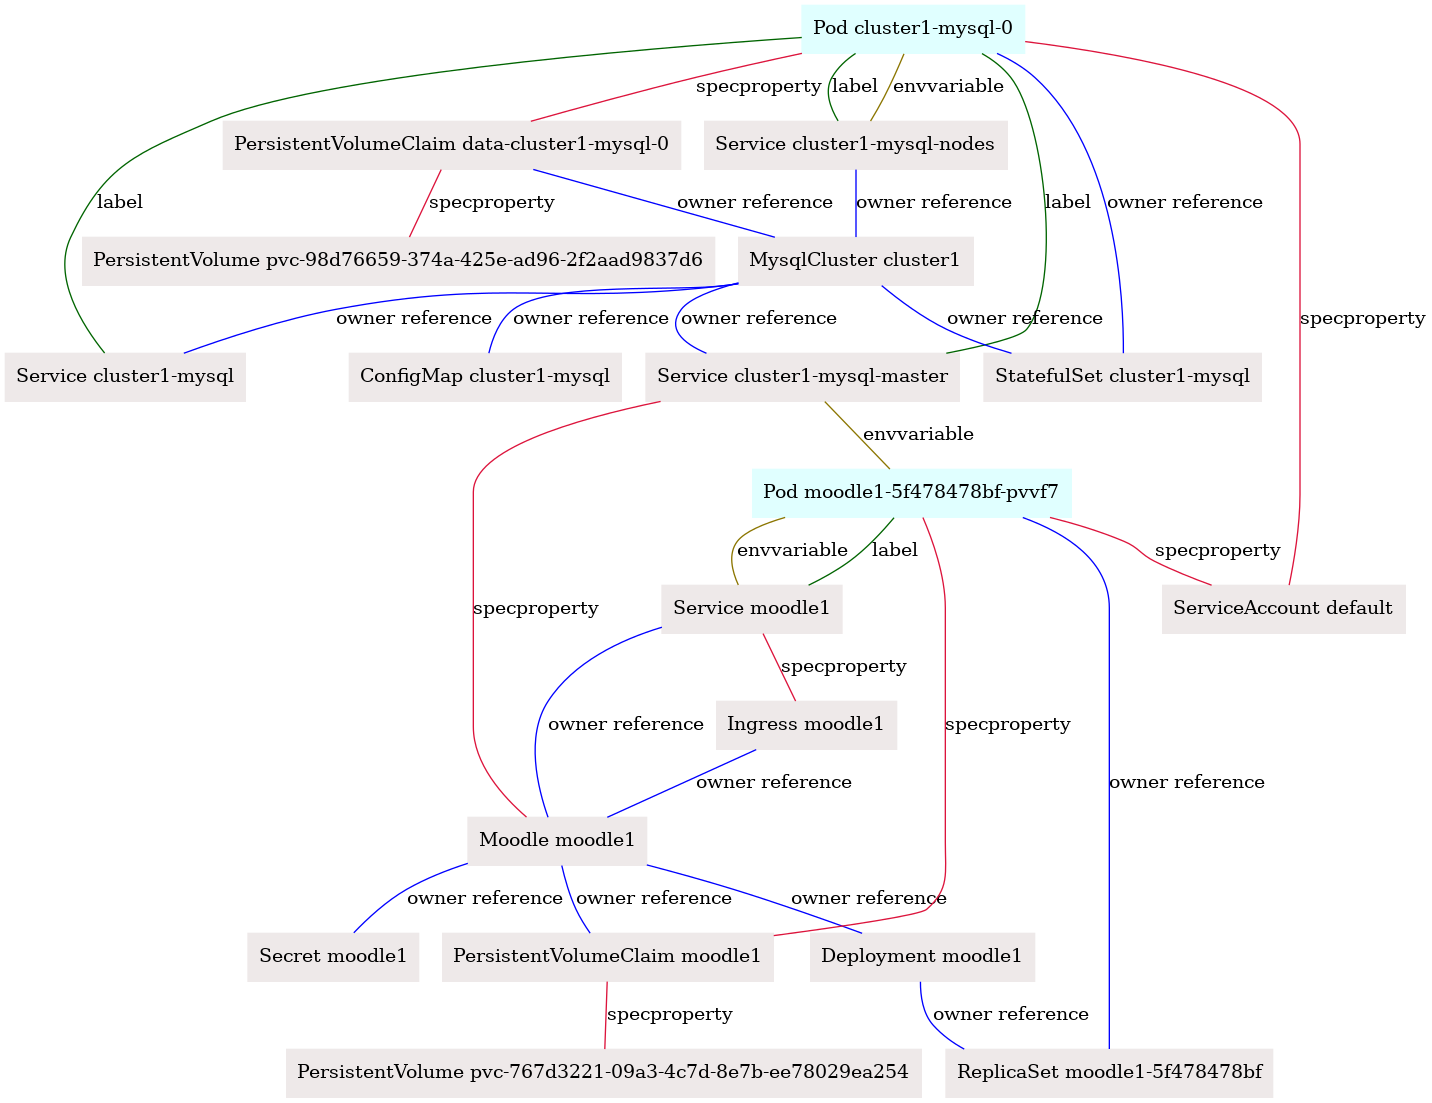 Pod cluster1-mysql-0
specproperty
label
envvariable
PersistentVolumeClaim data-cluster1-mysql-0
Service cluster1-mysql-nodes
label
specproperty
owner reference
owner reference
label
owner reference
PersistentVolume pvc-98d76659-374a-425e-ad96-2f2aad9837d6
MysqlCluster cluster1
owner reference
owner reference
owner reference
owner reference
specproperty
Service cluster1-mysql
ConfigMap cluster1-mysql
Service cluster1-mysql-master
StatefulSet cluster1-mysql
envvariable
Pod moodle1-5f478478bf-pvvf7
envvariable
label
specproperty
specproperty
Service moodle1
ServiceAccount default
specproperty
owner reference
Ingress moodle1
specproperty
owner reference
owner reference
Moodle moodle1
owner reference
owner reference
owner reference
Secret moodle1
PersistentVolumeClaim moodle1
Deployment moodle1
specproperty
owner reference
PersistentVolume pvc-767d3221-09a3-4c7d-8e7b-ee78029ea254
ReplicaSet moodle1-5f478478bf